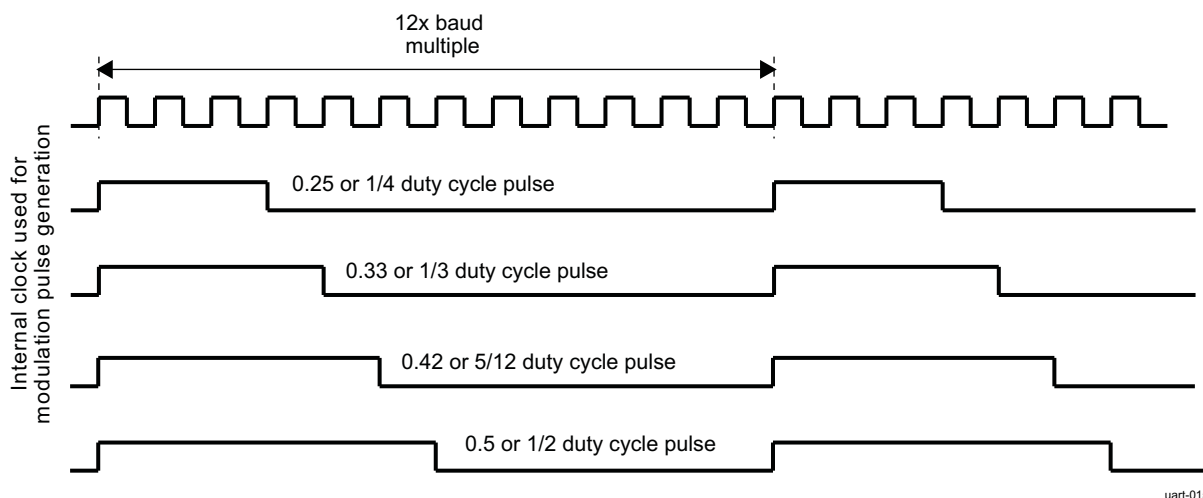 12x baud
multiple
Internal clock used for
modulation pulse generation
0.25 or 1/4 duty cycle pulse
0.33 or 1/3 duty cycle pulse
0.42 or 5/12 duty cycle pulse
0.5 or 1/2 duty cycle pulse